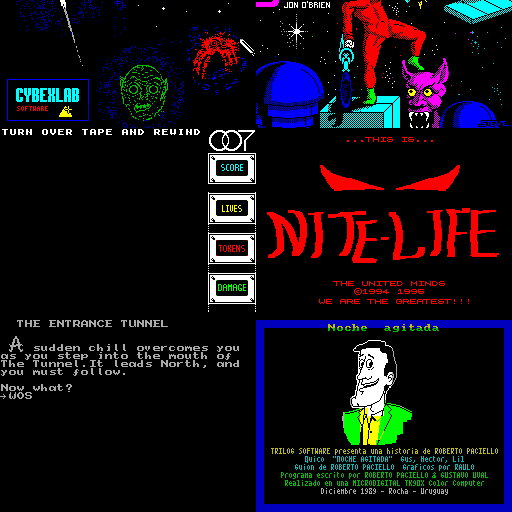 JON O'BRIEN
CYBEXLAB
SOFTWARE
TURN OVER TAPE AND REWIND
007
SCORE
LIVES
TOKENS
DAMAGE
...THIS IS...
NITE-LIFE
THE UNITED MINDS
©1994 1995
WE ARE THE GREATEST!!!
THE ENTRANCE TUNNEL
A sudden chill overcomes you
as you step into the mouth of
The Tunnel.It leads North, and
you must follow.
Now what?
→WOS
Noche agitada
TRILOG SOFTWARE presenta una historia de ROBERTO PACIELLO
Quico "NOCHE AGITADA" Gus, Hector, Lil
Guion de ROBERTO PACIELLO Graficos por RAULO
Programa escrito por ROBERTO PACIELLO & GUSTAVO UVAL
Realizado en una MICRODIGITAL TK90X Color Computer
Diciembre 1989 - Rocha - Uruguay